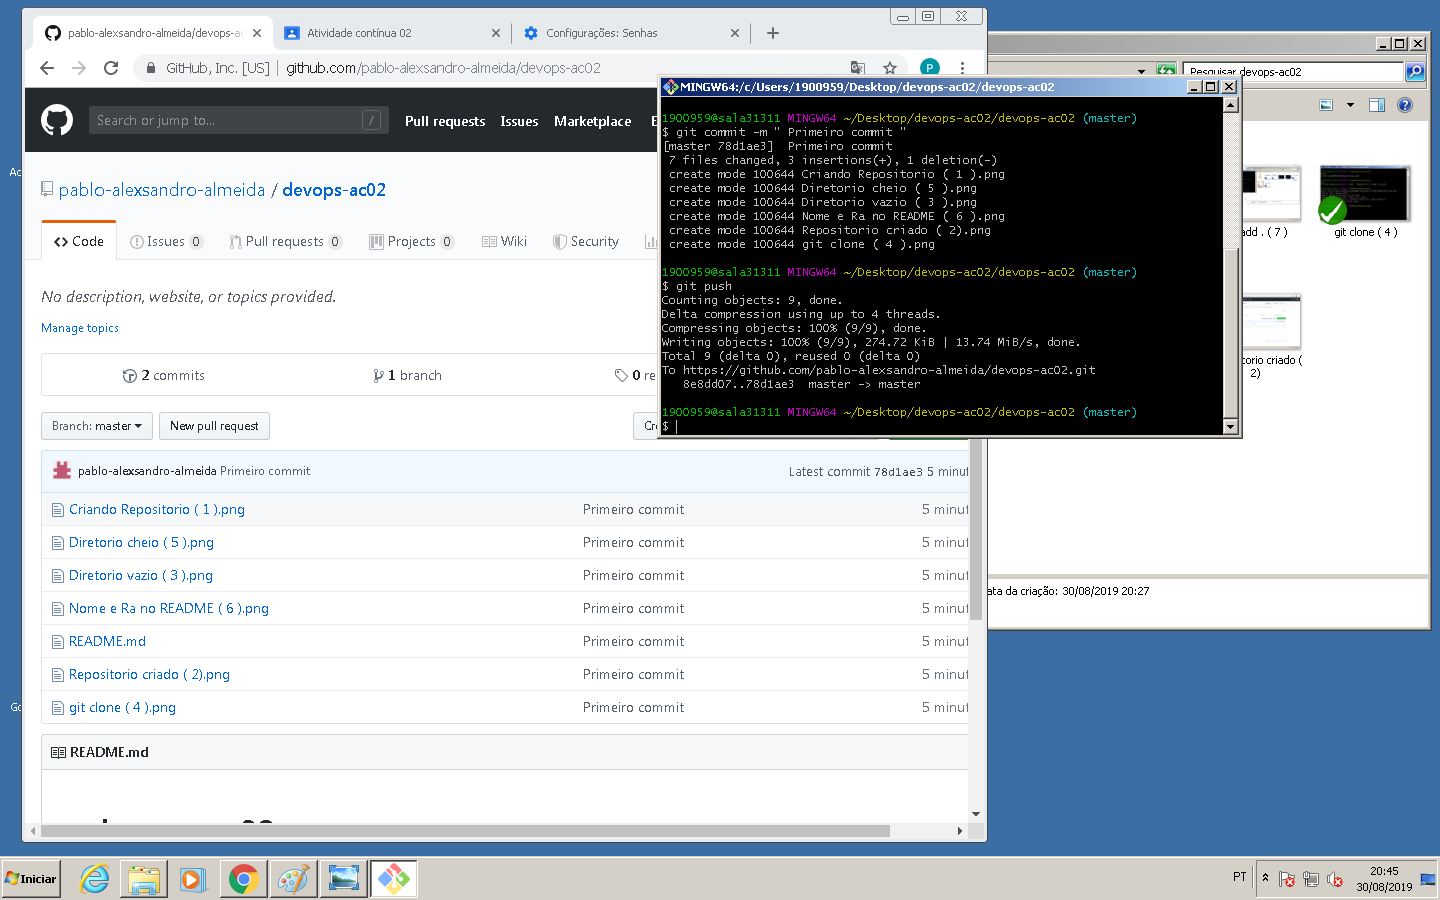 pablo-alexsandro-almeida/devops-ac
Atividade contínua 02
Configurações: Senhas
GitHub, Inc. [US]
github.com/pablo-alexsandro-almeida/devops-ac02
P
Search or jump to...
/
Pull requests
Issues
Marketplace
E
pablo-alexsandro-almeida / devops-ac02
Code
Issues 0
Pull requests 0
Projects 0
Wiki
Security
No description, website, or topics provided.
Manage topics
2 commits
1 branch
0 re
Branch: master
New pull request
Cr
pablo-alexsandro-almeida Primeiro commit
Latest commit 78d1ae3 5 minut
Criando Repositorio ( 1 ).png Primeiro commit 5 minut
Diretorio cheio ( 5 ).png Primeiro commit 5 minut
Diretorio vazio ( 3 ).png Primeiro commit 5 minut
Nome e Ra no README ( 6 ).png Primeiro commit 5 minut
README.md Primeiro commit 5 minut
Repositorio criado ( 2).png Primeiro commit 5 minut
git clone ( 4 ).png Primeiro commit 5 minut
README.md
MINGW64:/c/Users/1900959/Desktop/devops-ac02/devops-ac02
1900959@sala31311 MINGW64 ~/Desktop/devops-ac02/devops-ac02 (master)
$ git commit -m " Primeiro commit "
[master 78d1ae3]  Primeiro commit
 7 files changed, 3 insertions(+), 1 deletion(-)
 create mode 100644 Criando Repositorio ( 1 ).png
 create mode 100644 Diretorio cheio ( 5 ).png
 create mode 100644 Diretorio vazio ( 3 ).png
 create mode 100644 Nome e Ra no README ( 6 ).png
 create mode 100644 Repositorio criado ( 2).png
 create mode 100644 git clone ( 4 ).png
1900959@sala31311 MINGW64 ~/Desktop/devops-ac02/devops-ac02 (master)
$ git push
Counting objects: 9, done.
Delta compression using up to 4 threads.
Compressing objects: 100% (9/9), done.
Writing objects: 100% (9/9), 274.72 KiB | 13.74 MiB/s, done.
Total 9 (delta 0), reused 0 (delta 0)
To https://github.com/pablo-alexsandro-almeida/devops-ac02.git
   8e8dd07..78d1ae3  master -> master
1900959@sala31311 MINGW64 ~/Desktop/devops-ac02/devops-ac02 (master)
$
Pesquisar devops-ac02
add . ( 7 )
git clone ( 4 )
torio criado ( 2)
ata da criação: 30/08/2019 20:27
Ac
Go
Iniciar
PT
20:45
30/08/2019